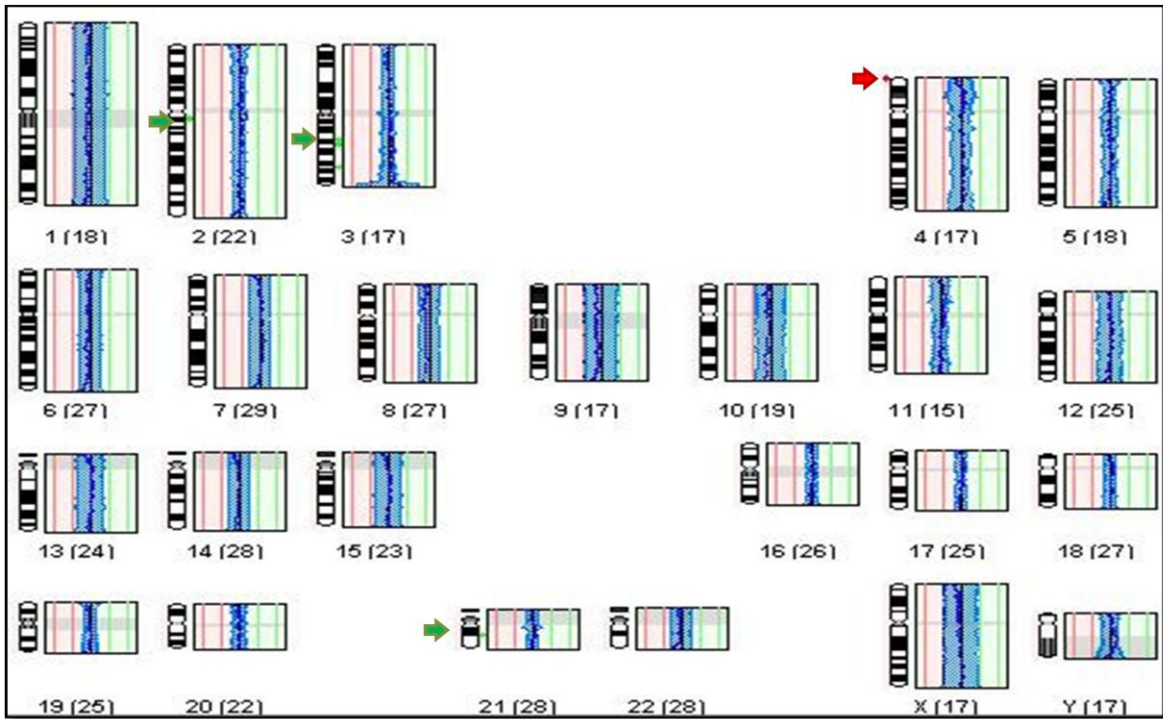 1 (18) 2 (22) 3 (17) 4 (17) 5 (18)
6 (27) 7 (29) 8 (27) 9 (17) 10 (19) 11 (15) 12 (25)
13 (24) 14 (28) 15 (23) 16 (26) 17 (25) 18 (27)
19 (25) 20 (22) 21 (28) 22 (28) X (17) Y (17)